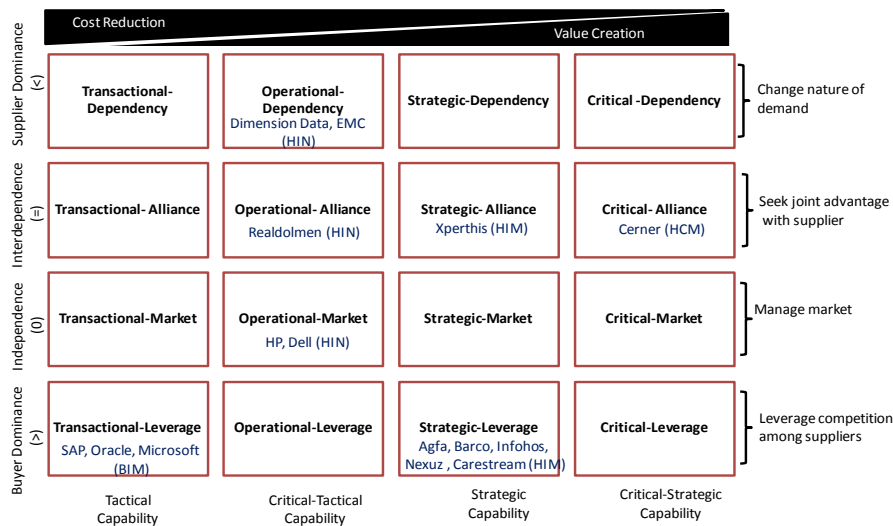 Cost Reduction
Value Creation
Supplier Dominance
(<)
Transactional-
Dependency
Operational-
Dependency
Dimension Data, EMC
(HIN)
Strategic-Dependency
Critical -Dependency
Change nature of
demand
Interdependence
(=)
Transactional- Alliance
Operational- Alliance
Realdolmen (HIN)
Strategic- Alliance
Xperthis (HIM)
Critical- Alliance
Cerner (HCM)
Seek joint advantage
with supplier
Independence
(0)
Transactional-Market
Operational-Market
HP, Dell (HIN)
Strategic-Market
Critical-Market
Manage market
Buyer Dominance
(>)
Transactional-Leverage
SAP, Oracle, Microsoft
(BIM)
Operational-Leverage
Strategic-Leverage
Agfa, Barco, Infohos,
Nexuz , Carestream (HIM)
Critical-Leverage
Leverage competition
among suppliers
Tactical
Capability
Critical-Tactical
Capability
Strategic
Capability
Critical-Strategic
Capability